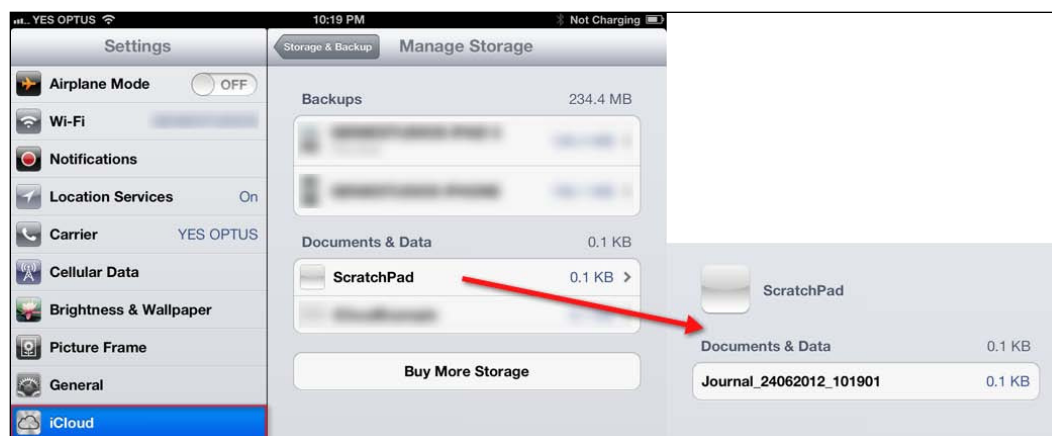 YES OPTUS
10:19 PM
Not Charging
Settings
Airplane Mode OFF
Wi-Fi
Notifications
Location Services On
Carrier YES OPTUS
Cellular Data
Brightness & Wallpaper
Picture Frame
General
iCloud
Storage & Backup
Manage Storage
Backups 234.4 MB
Documents & Data 0.1 KB
ScratchPad 0.1 KB
Buy More Storage
ScratchPad
Documents & Data 0.1 KB
Journal_24062012_101901 0.1 KB